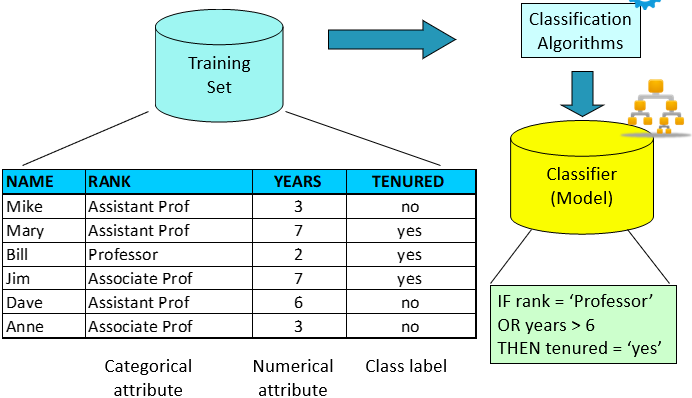 Training
Set
Classification
Algorithms
Classifier
(Model)
NAME RANK YEARS TENURED
Mike Assistant Prof 3 no
Mary Assistant Prof 7 yes
Bill Professor 2 yes
Jim Associate Prof 7 yes
Dave Assistant Prof 6 no
Anne Associate Prof 3 no
IF rank = ‘Professor’
OR years > 6
THEN tenured = ‘yes’
Categorical
attribute
Numerical
attribute
Class label